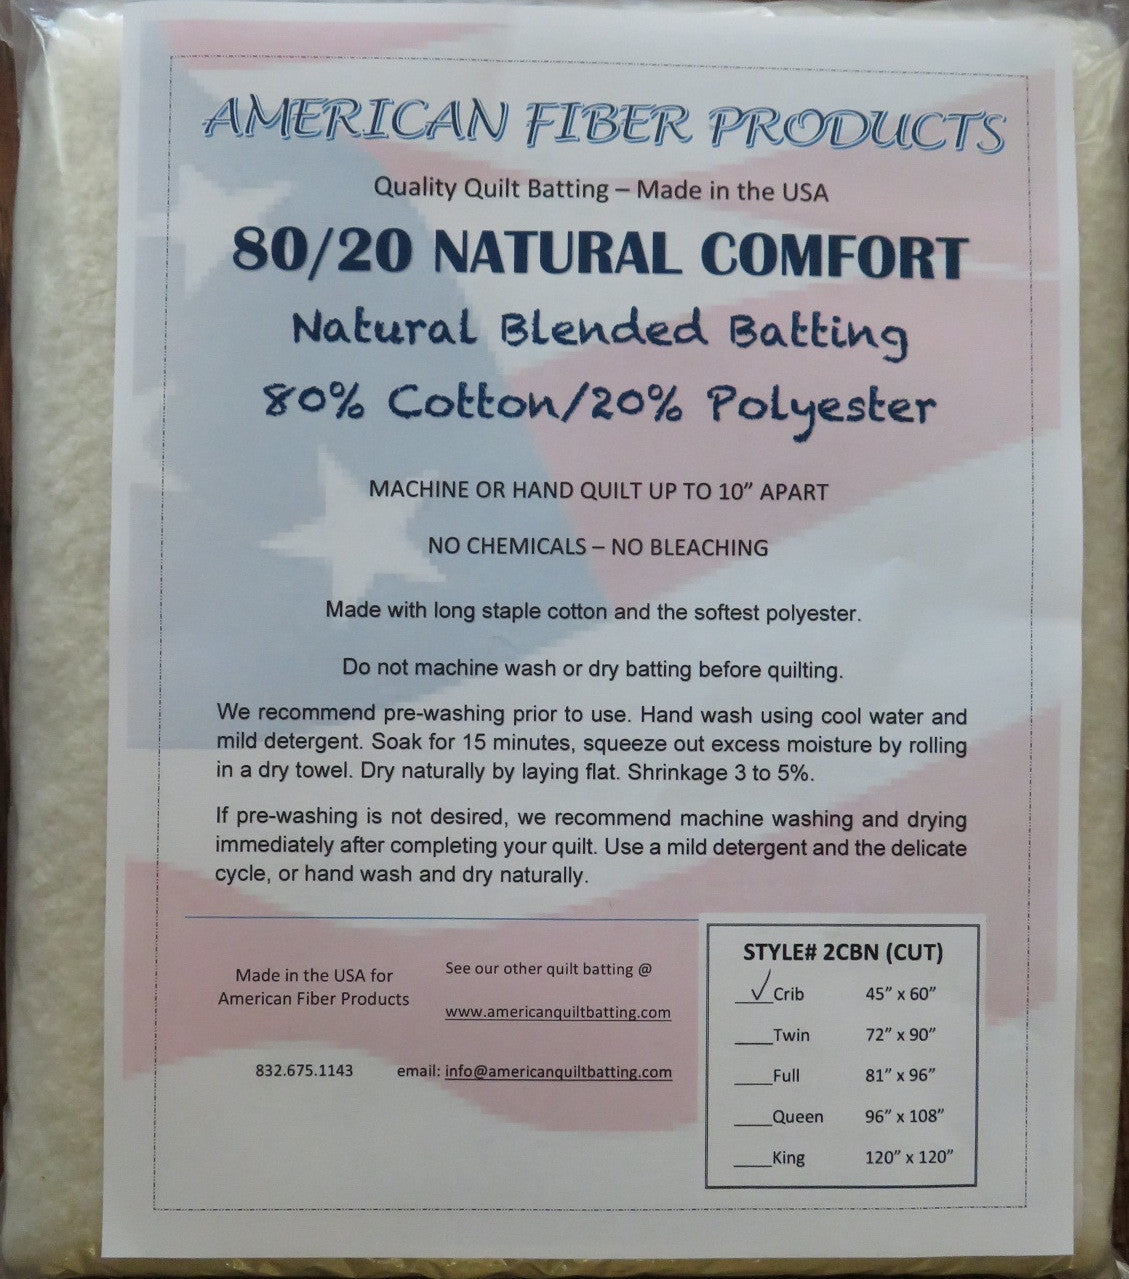 AMERICAN FIBER PRODUCTS
Quality Quilt Batting – Made in the USA
80/20 NATURAL COMFORT
Natural Blended Batting
80% Cotton/20% Polyester
MACHINE OR HAND QUILT UP TO 10” APART
NO CHEMICALS – NO BLEACHING
Made with long staple cotton and the softest polyester.
Do not machine wash or dry batting before quilting.
We recommend pre-washing prior to use. Hand wash using cool water and
mild detergent. Soak for 15 minutes, squeeze out excess moisture by rolling
in a dry towel. Dry naturally by laying flat. Shrinkage 3 to 5%.
If pre-washing is not desired, we recommend machine washing and drying
immediately after completing your quilt. Use a mild detergent and the delicate
cycle, or hand wash and dry naturally.
Made in the USA for
American Fiber Products
832.675.1143
See our other quilt batting @
www.americanquiltbatting.com
email: info@americanquiltbatting.com
STYLE# 2CBN (CUT)
✓Crib 45” x 60”
____Twin 72” x 90”
____Full 81” x 96”
____Queen 96” x 108”
____King 120” x 120”